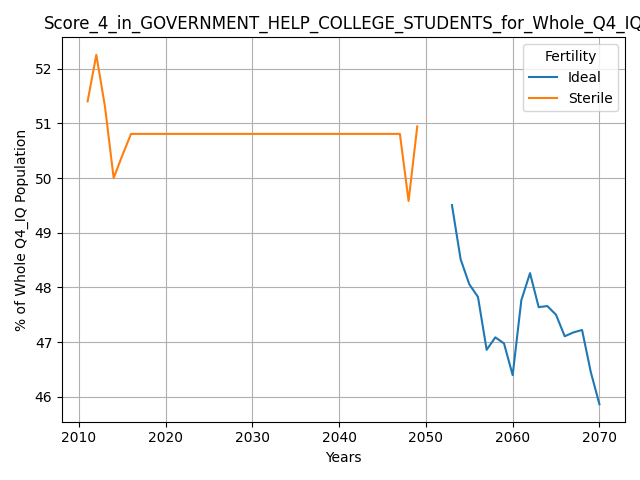 Score_4_in_GOVERNMENT_HELP_COLLEGE_STUDENTS_for_Whole_Q4_IQ
Fertility
Ideal
Sterile
% of Whole Q4_IQ Population
52
51
50
49
48
47
46
2010 2020 2030 2040 2050 2060 2070
Years